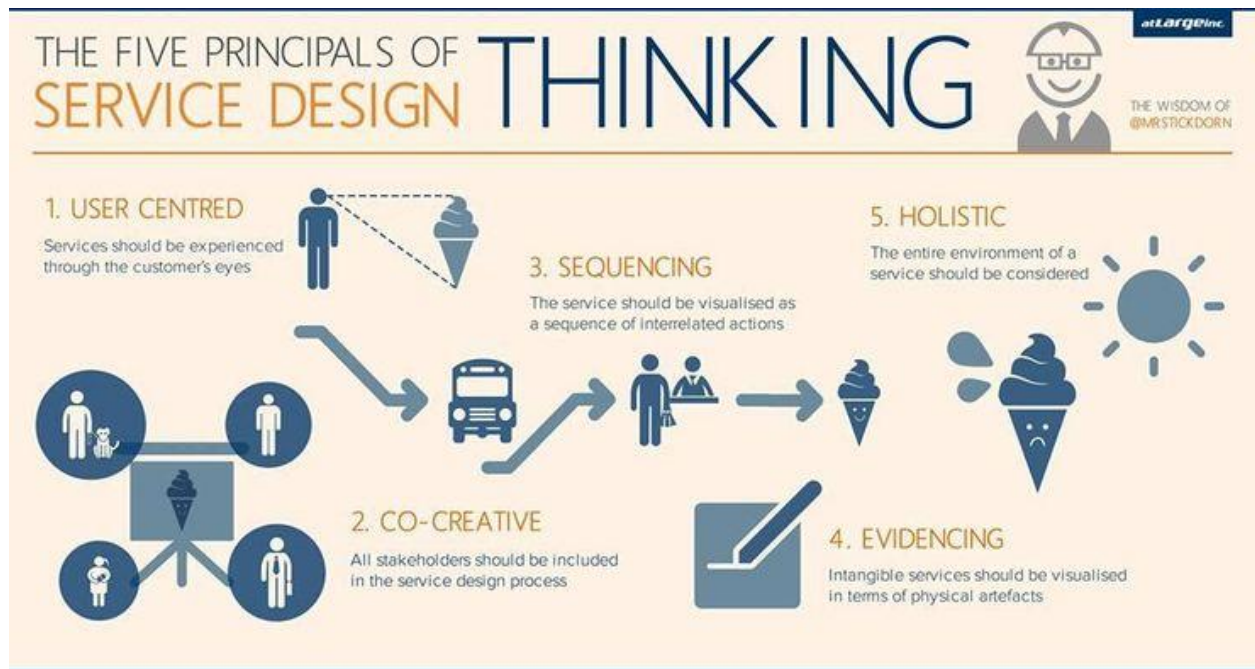 THE FIVE PRINCIPALS OF
SERVICE DESIGN THINKING
atLargeinc.
THE WISDOM OF
@MRSTICKDORN
1. USER CENTRED
Services should be experienced
through the customer's eyes
3. SEQUENCING
The service should be visualised as
a sequence of interrelated actions
5. HOLISTIC
The entire environment of a
service should be considered
2. CO-CREATIVE
All stakeholders should be included
in the service design process
4. EVIDENCING
Intangible services should be visualised
in terms of physical artefacts